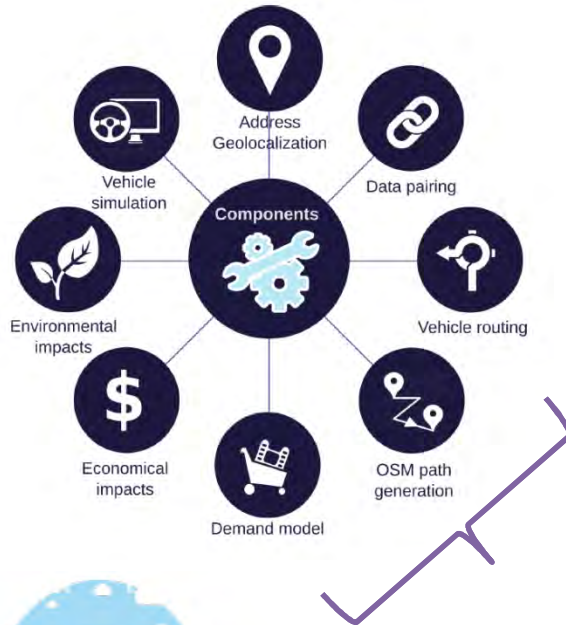 Address
Geolocalization
Vehicle
simulation
Data pairing
Components
Environmental
impacts
Vehicle routing
$
Economical
impacts
OSM path
generation
Demand model